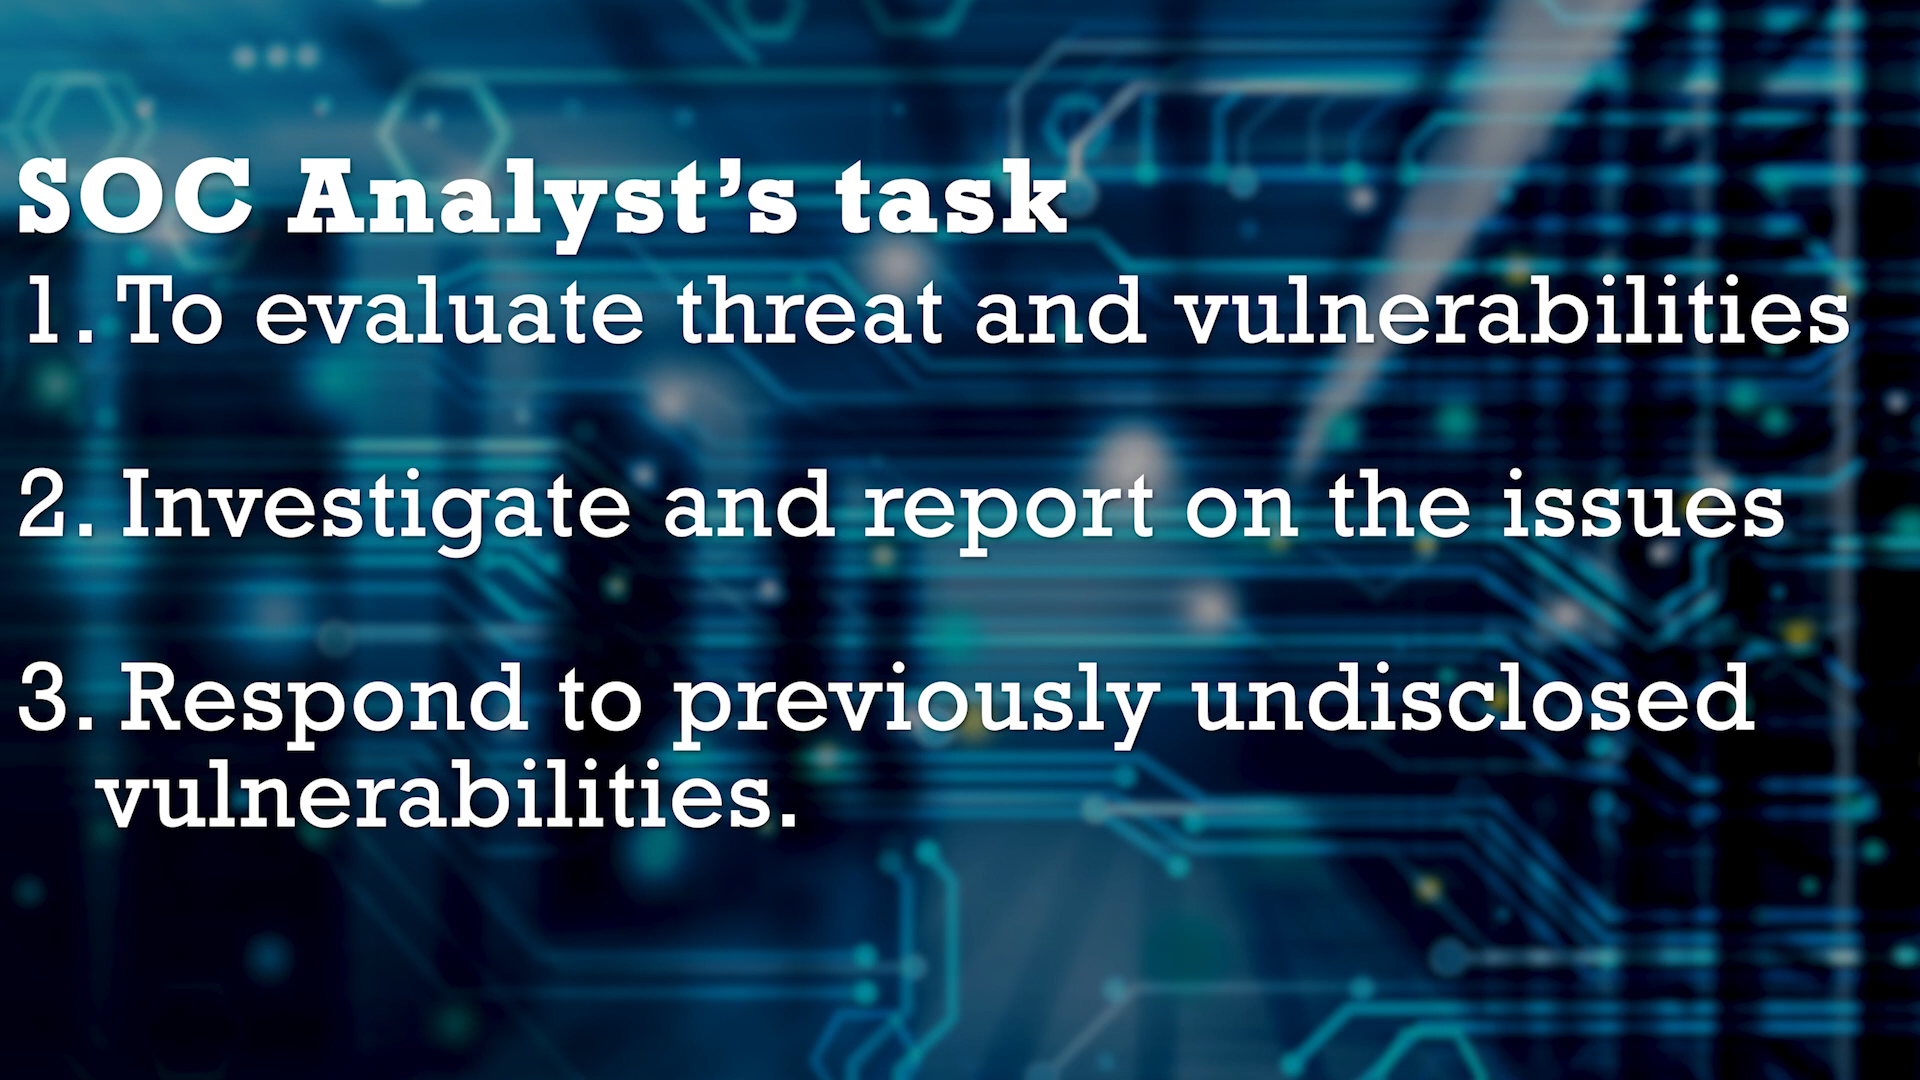 SOC Analyst’s task
1. To evaluate threat and vulnerabilities
2. Investigate and report on the issues
3. Respond to previously undisclosed
vulnerabilities.